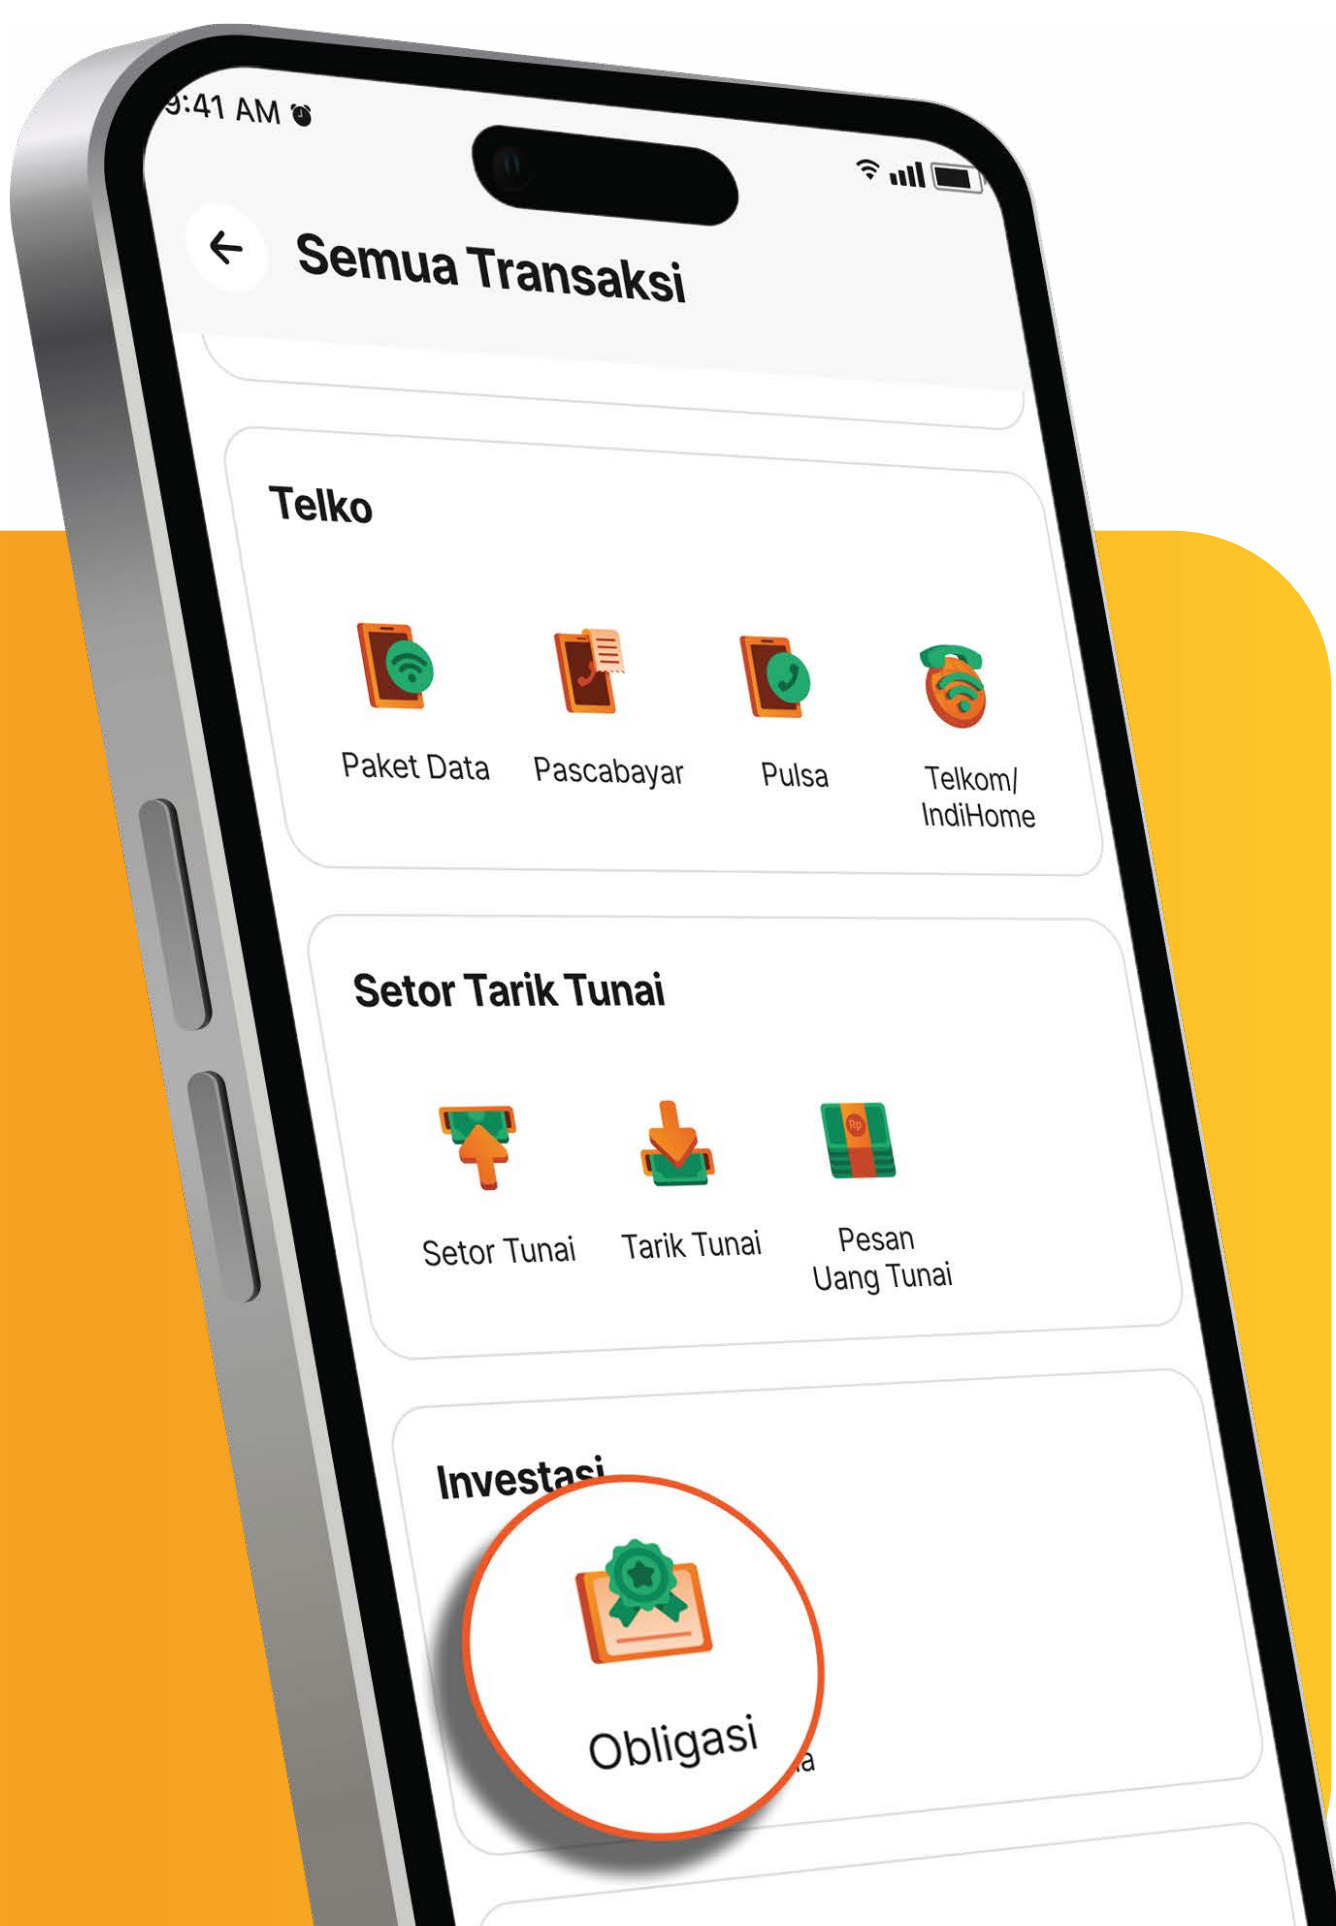 9:41 AM
Semua Transaksi
Telko
Paket Data
Pascabayar
Pulsa
Telkom/
IndiHome
Setor Tarik Tunai
Setor Tunai
Tarik Tunai
Rp
Pesan
Uang Tunai
Investasi
Obligasi